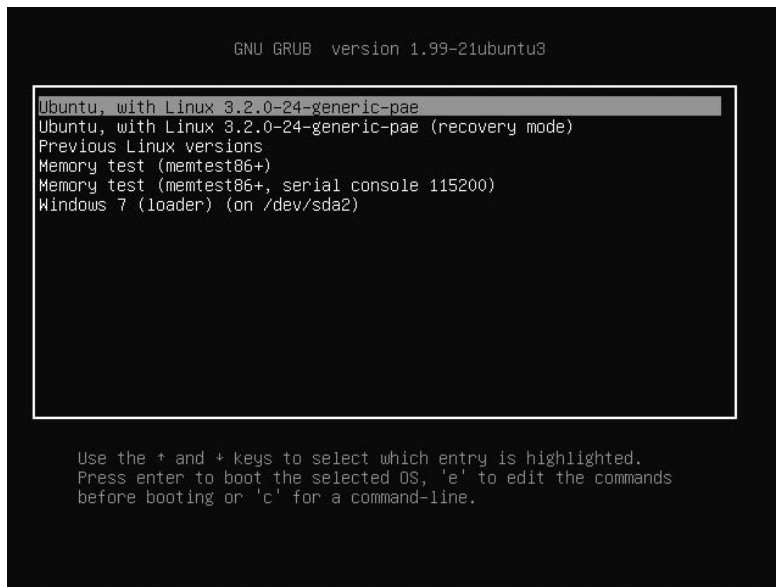 GNU GRUB  version 1.99-21ubuntu3
Ubuntu, with Linux 3.2.0-24-generic-pae
Ubuntu, with Linux 3.2.0-24-generic-pae (recovery mode)
Previous Linux versions
Memory test (memtest86+)
Memory test (memtest86+, serial console 115200)
Windows 7 (loader) (on /dev/sda2)
Use the ↑ and ↓ keys to select which entry is highlighted.
Press enter to boot the selected OS, 'e' to edit the commands
before booting or 'c' for a command-line.